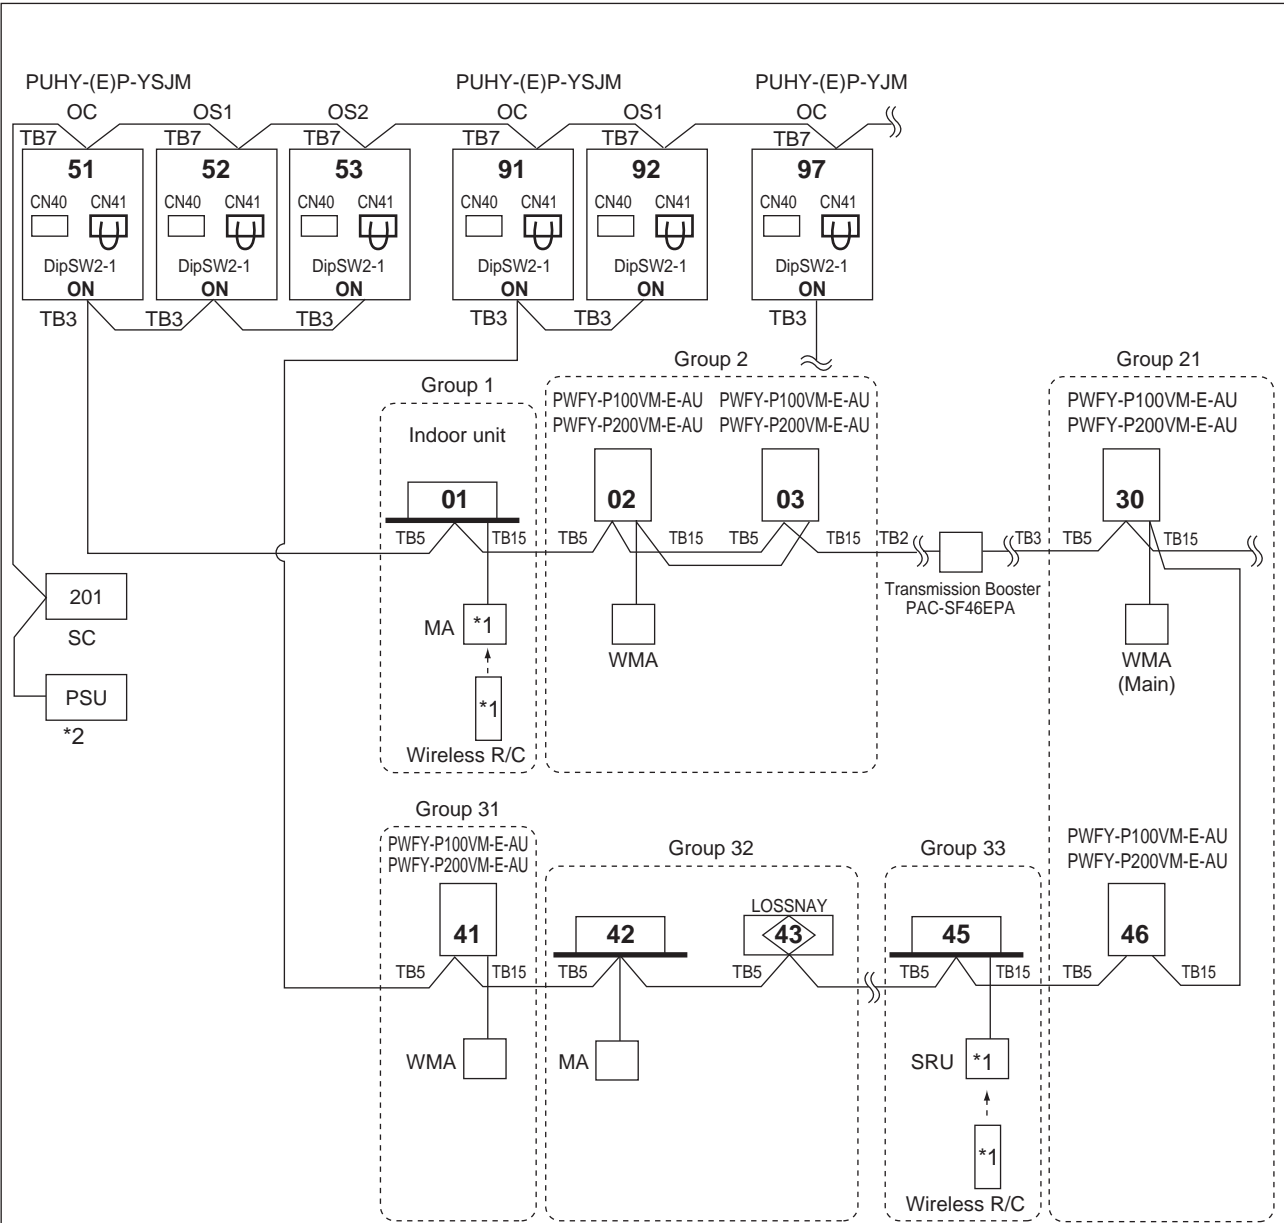 PUHY-(E)P-YSJM PUHY-(E)P-YSJM PUHY-(E)P-YJM
OC OS1 OS2 OC OS1 OC
TB7 TB7 TB7 TB7 TB7 TB7
51 52 53 91 92 97
CN40 CN41 CN40 CN41 CN40 CN41 CN40 CN41 CN40 CN41 CN40 CN41
DipSW2-1 DipSW2-1 DipSW2-1 DipSW2-1 DipSW2-1 DipSW2-1
ON ON ON ON ON ON
TB3 TB3 TB3 TB3 TB3 TB3
Group 1 Group 2 Group 21
Indoor unit
PWFY-P100VM-E-AU PWFY-P100VM-E-AU PWFY-P100VM-E-AU
PWFY-P200VM-E-AU PWFY-P200VM-E-AU PWFY-P200VM-E-AU
01 02 03 30
TB5 TB15 TB5 TB15 TB5 TB15 TB2 TB3 TB5 TB15
Transmission Booster
PAC-SF46EPA
201
SC
MA *1
WMA
WMA
(Main)
PSU
*2
*1
Wireless R/C
Group 31 Group 32 Group 33
PWFY-P100VM-E-AU PWFY-P100VM-E-AU
PWFY-P200VM-E-AU PWFY-P200VM-E-AU
LOSSNAY
41 42 43 45 46
TB5 TB15 TB5 TB5 TB5 TB15 TB5 TB15
WMA MA SRU *1
*1
Wireless R/C